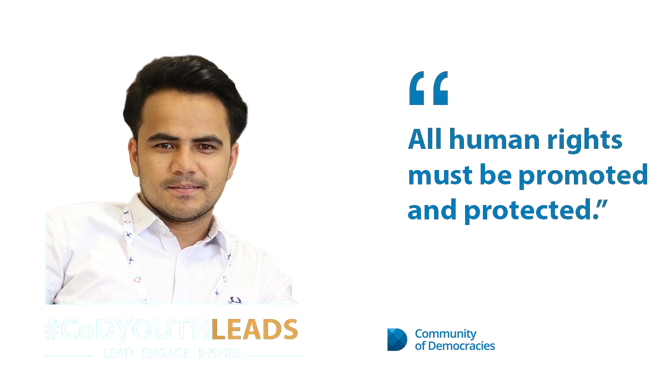 “
All human rights
must be promoted
and protected.”
#CoDYOUTHLEADS
LEAD ENGAGE INSPIRE
Community
of Democracies